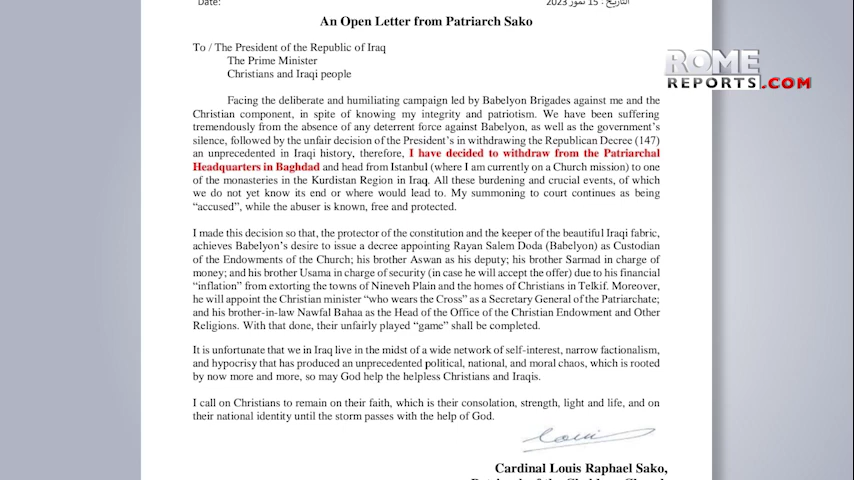 Date:
التاريخ: 15 تموز 2023
An Open Letter from Patriarch Sako
To / The President of the Republic of Iraq
The Prime Minister
Christians and Iraqi people
ROME
REPORTS.COM
Facing the deliberate and humiliating campaign led by Babelyon Brigades against me and the
Christian component, in spite of knowing my integrity and patriotism. We have been suffering
tremendously from the absence of any deterrent force against Babelyon, as well as the government's
silence, followed by the unfair decision of the President's in withdrawing the Republican Decree (147)
an unprecedented in Iraqi history, therefore, I have decided to withdraw from the Patriarchal
Headquarters in Baghdad and head from Istanbul (where I am currently on a Church mission) to one
of the monasteries in the Kurdistan Region in Iraq. All these burdening and crucial events, of which
we do not yet know its end or where would lead to. My summoning to court continues as being
“accused”, while the abuser is known, free and protected.
I made this decision so that, the protector of the constitution and the keeper of the beautiful Iraqi fabric,
achieves Babelyon's desire to issue a decree appointing Rayan Salem Doda (Babelyon) as Custodian
of the Endowments of the Church; his brother Aswan as his deputy; his brother Sarmad in charge of
money; and his brother Usama in charge of security (in case he will accept the offer) due to his financial
“inflation” from extorting the towns of Nineveh Plain and the homes of Christians in Telkif. Moreover,
he will appoint the Christian minister “who wears the Cross” as a Secretary General of the Patriarchate;
and his brother-in-law Nawfal Bahaa as the Head of the Office of the Christian Endowment and Other
Religions. With that done, their unfairly played “game” shall be completed.
It is unfortunate that we in Iraq live in the midst of a wide network of self-interest, narrow factionalism,
and hypocrisy that has produced an unprecedented political, national, and moral chaos, which is rooted
by now more and more, so may God help the helpless Christians and Iraqis.
I call on Christians to remain on their faith, which is their consolation, strength, light and life, and on
their national identity until the storm passes with the help of God.
Cardinal Louis Raphael Sako,